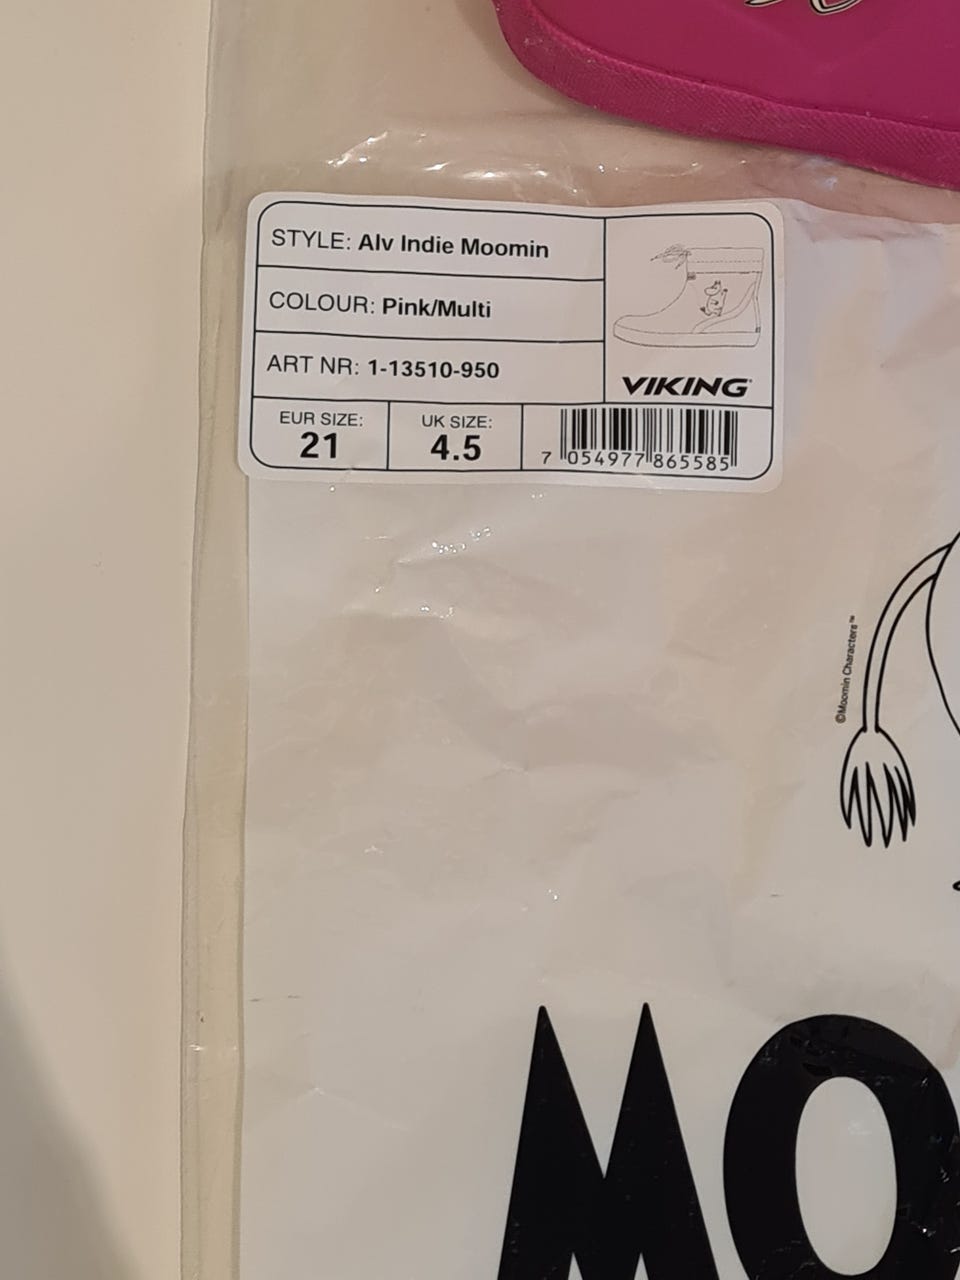 STYLE: Alv Indie Moomin
COLOUR: Pink/Multi
ART NR: 1-13510-950
VIKING®
EUR SIZE:
21
UK SIZE:
4.5
7 054977 865585
©Moomin Characters™
MO